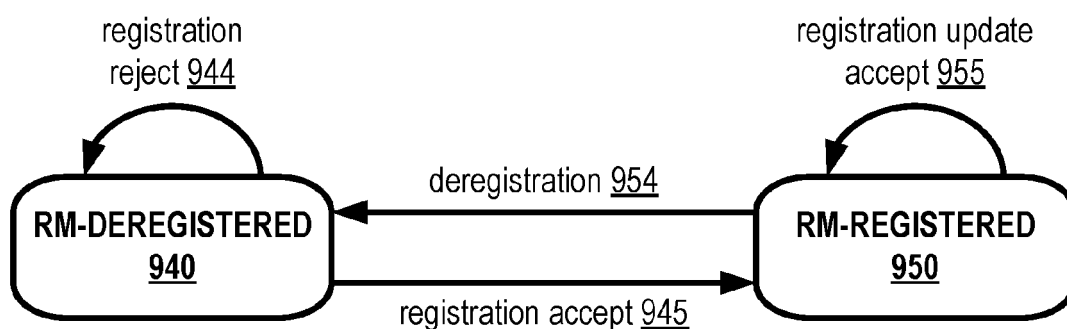 registration
reject 944
registration update
accept 955
deregistration 954
RM-DEREGISTERED
940
RM-REGISTERED
950
registration accept 945